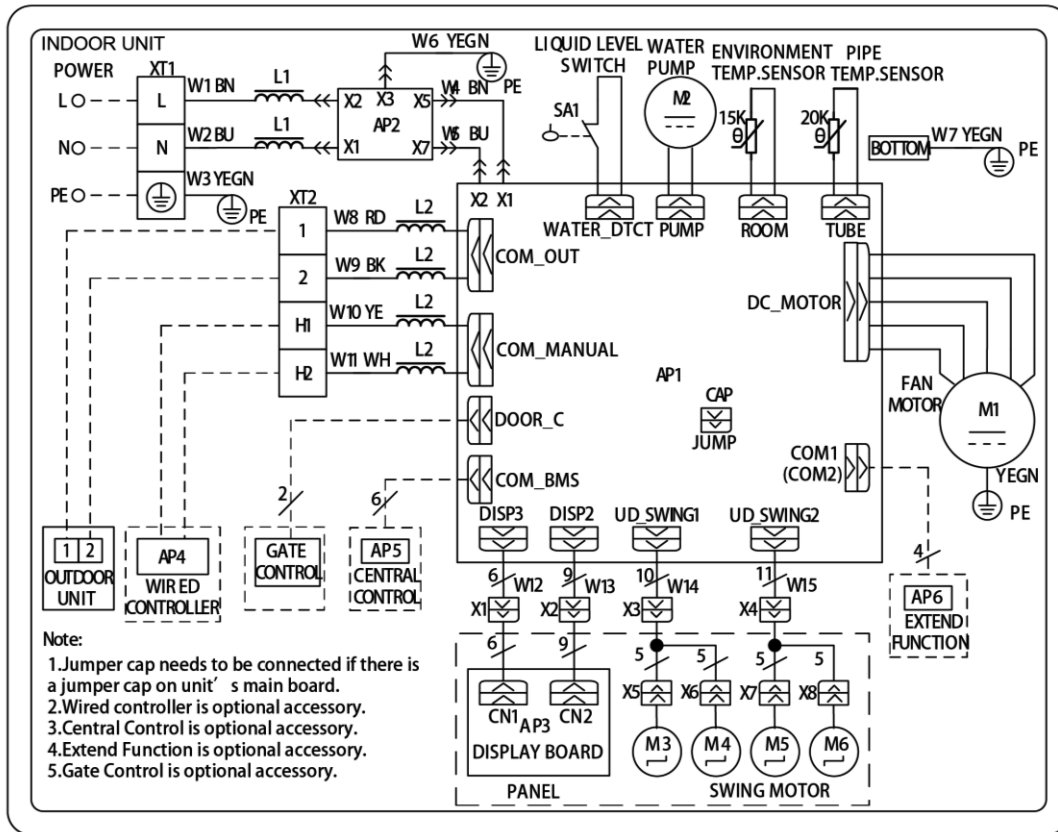 INDOOR UNIT
POWER
XT1
L
N
PE
L
N
W1 BN
W2 BU
W3 YEGN
PE
L1
L1
X2
X1
X3
AP2
X5
X7
W6 YEGN
PE
W4 BN
W5 BU
X2 X1
LIQUID LEVEL
SWITCH
SA1
WATER
PUMP
M2
ENVIRONMENT
TEMP.SENSOR
15K
θ
PIPE
TEMP.SENSOR
20K
θ
BOTTOM
W7 YEGN
PE
WATER_DTCT
PUMP
ROOM
TUBE
XT2
1
2
H1
H2
W8 RD
W9 BK
W10 YE
W11 WH
L2
L2
L2
L2
COM_OUT
COM_MANUAL
DOOR_C
COM_BMS
AP1
CAP
JUMP
DC_MOTOR
FAN
MOTOR
M1
YEGN
PE
COM1
(COM2)
4
AP6
EXTEND
FUNCTION
1 2
OUTDOOR
UNIT
AP4
WIRED
CONTROLLER
2
GATE
CONTROL
6
AP5
CENTRAL
CONTROL
DISP3
DISP2
UD_SWING1
UD_SWING2
6
W12
9
W13
10
W14
11
W15
X1
X2
X3
X4
6
9
5
5
5
5
X5
X6
X7
X8
CN1
CN2
AP3
DISPLAY BOARD
M3
M4
M5
M6
PANEL
SWING MOTOR
Note:
1.Jumper cap needs to be connected if there is
a jumper cap on unit' s main board.
2.Wired controller is optional accessory.
3.Central Control is optional accessory.
4.Extend Function is optional accessory.
5.Gate Control is optional accessory.